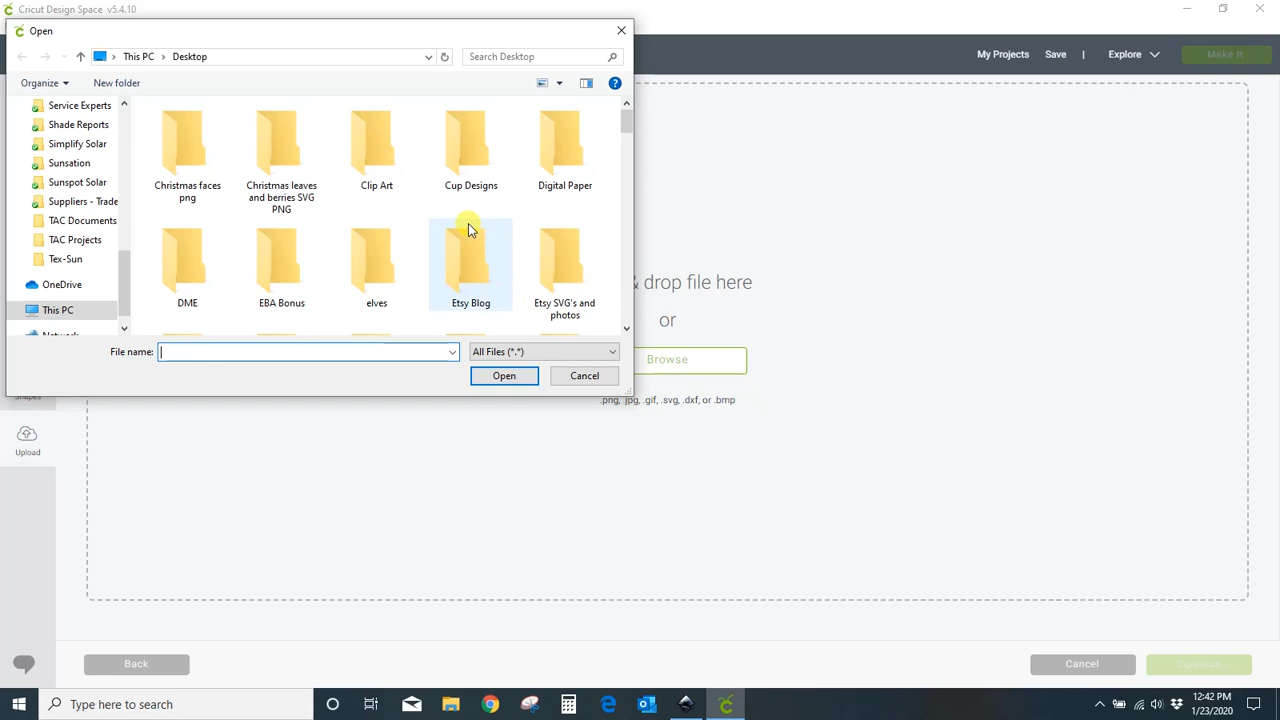 Cricut Design Space v5.4.10
Open
This PC
Desktop
Search Desktop
My Projects
Save
|
Explore
Make It
Organize
New folder
Service Experts
Shade Reports
Simplify Solar
Sunsation
Sunspot Solar
Suppliers - Trade
TAC Documents
TAC Projects
Tex-Sun
OneDrive
This PC
Network
Christmas faces
png
Christmas leaves
and berries SVG
PNG
Clip Art
Cup Designs
Digital Paper
DME
EBA Bonus
elves
Etsy Blog
Etsy SVG's and
photos
File name:
All Files (*.*)
Open
Cancel
& drop file here
or
Browse
.png, .jpg, .gif, .svg, .dxf, or .bmp
Shapes
Upload
Back
Cancel
Continue
Type here to search
12:42 PM
1/23/2020